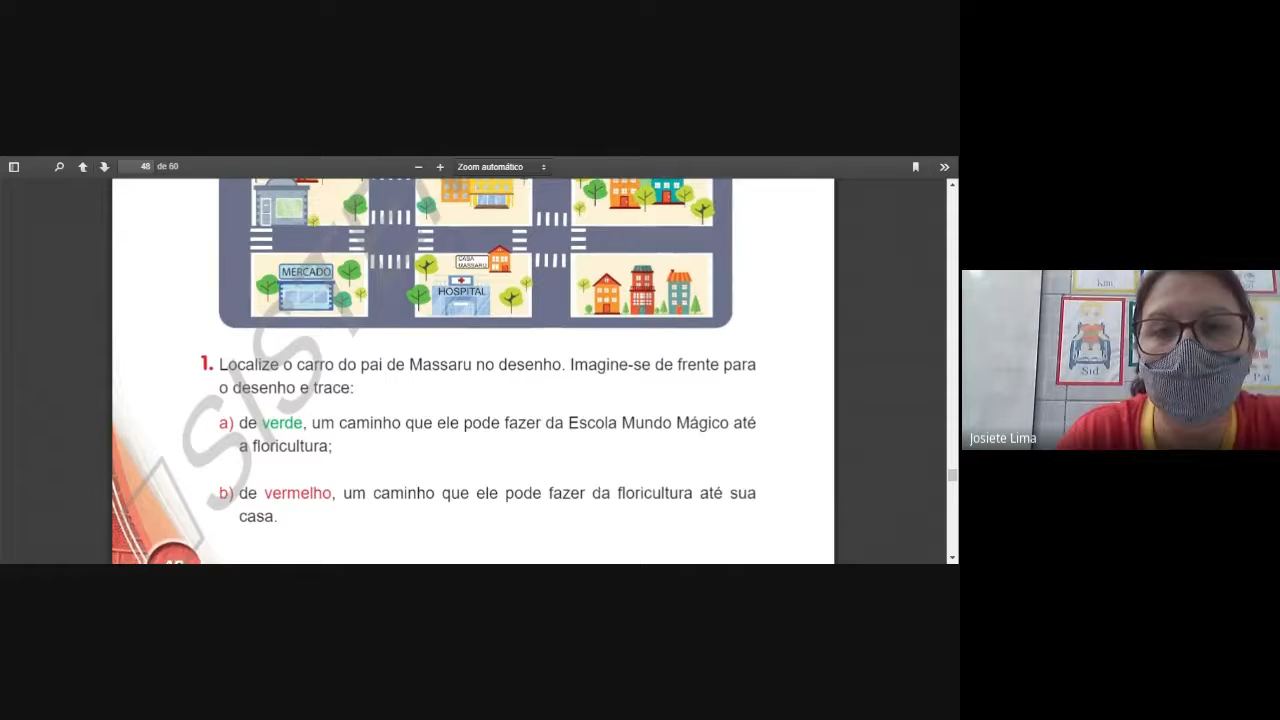 48 de 60
Zoom automático
MERCADO
CASA
MASSARU
HOSPITAL
1. Localize o carro do pai de Massaru no desenho. Imagine-se de frente para
o desenho e trace:
a) de verde, um caminho que ele pode fazer da Escola Mundo Mágico até
a floricultura;
b) de vermelho, um caminho que ele pode fazer da floricultura até sua
casa.
Kim
Sid
Pat
Josiete Lima